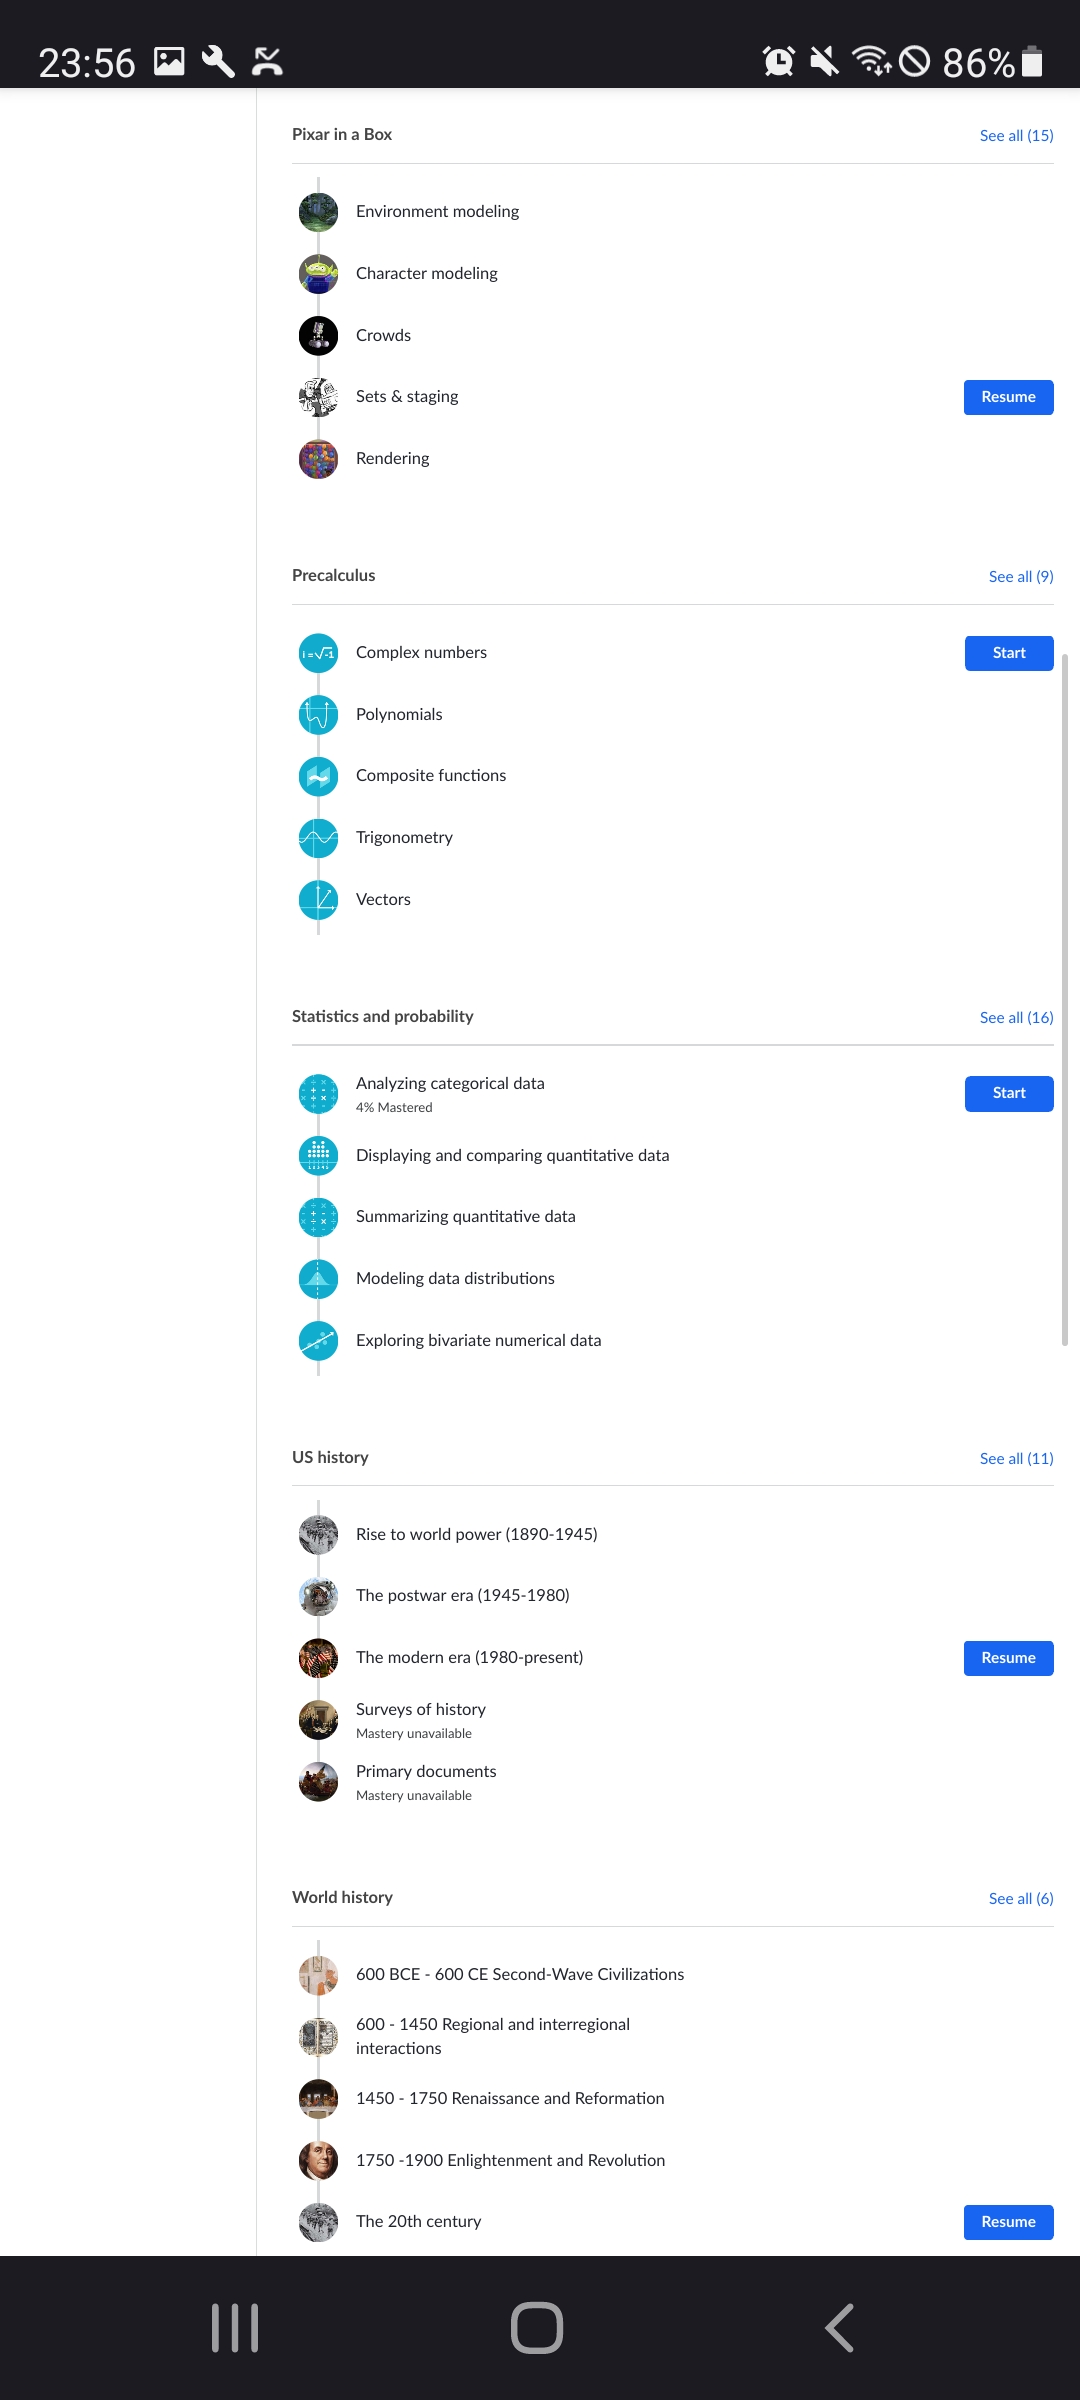 23:56
86%
Pixar in a Box
See all (15)
Environment modeling
Character modeling
Crowds
Sets & staging
Resume
Rendering
Precalculus
See all (9)
i = √-1
Complex numbers
Start
Polynomials
Composite functions
Trigonometry
Vectors
Statistics and probability
See all (16)
Analyzing categorical data
4% Mastered
Start
Displaying and comparing quantitative data
Summarizing quantitative data
Modeling data distributions
Exploring bivariate numerical data
US history
See all (11)
Rise to world power (1890-1945)
The postwar era (1945-1980)
The modern era (1980-present)
Resume
Surveys of history
Mastery unavailable
Primary documents
Mastery unavailable
World history
See all (6)
600 BCE - 600 CE Second-Wave Civilizations
600 - 1450 Regional and interregional
interactions
1450 - 1750 Renaissance and Reformation
1750 -1900 Enlightenment and Revolution
The 20th century
Resume